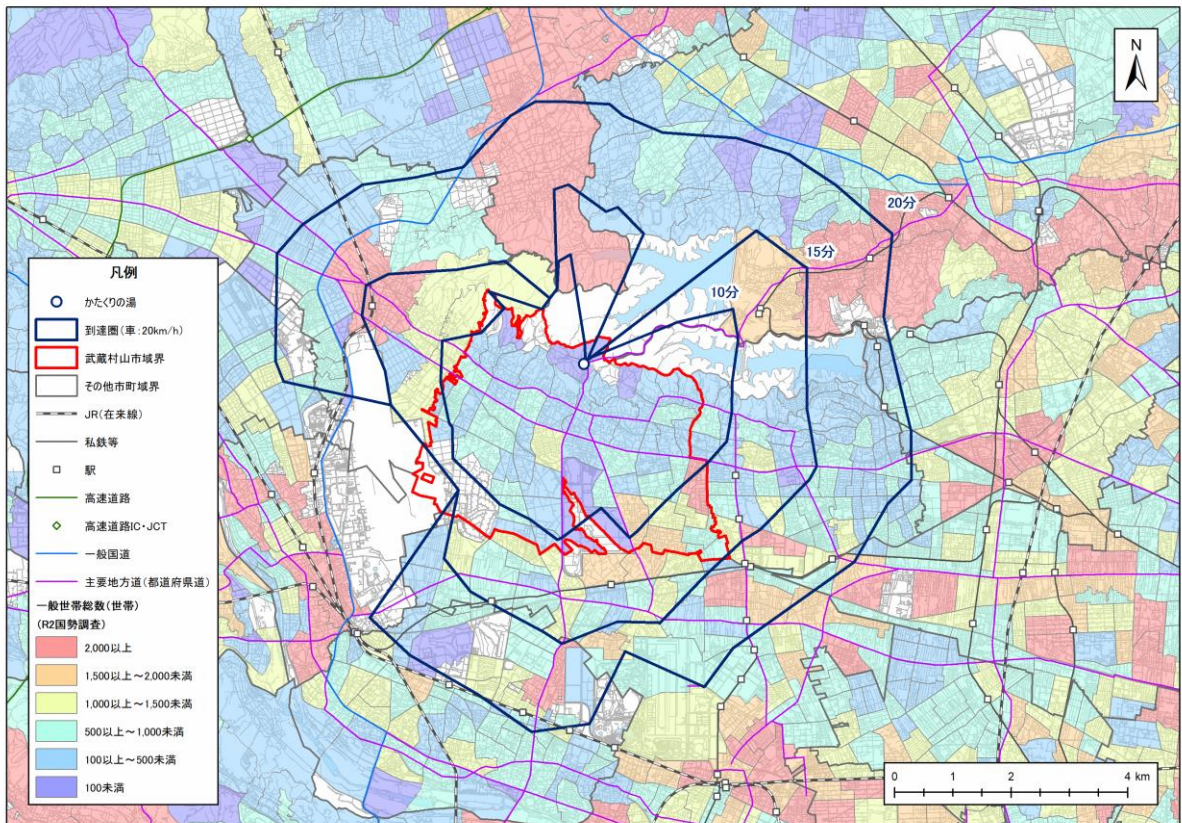 N
20分
15分
10分
凡例
かたくりの湯
到達圏(車:20km/h)
武蔵村山市域界
その他市町域界
JR(在来線)
私鉄等
駅
高速道路
高速道路IC・JCT
一般国道
主要地方道(都道府県道)
一般世帯総数(世帯)
(R2国勢調査)
2,000以上
1,500以上～2,000未満
1,000以上～1,500未満
500以上～1,000未満
100以上～500未満
100未満
0 1 2 4 km